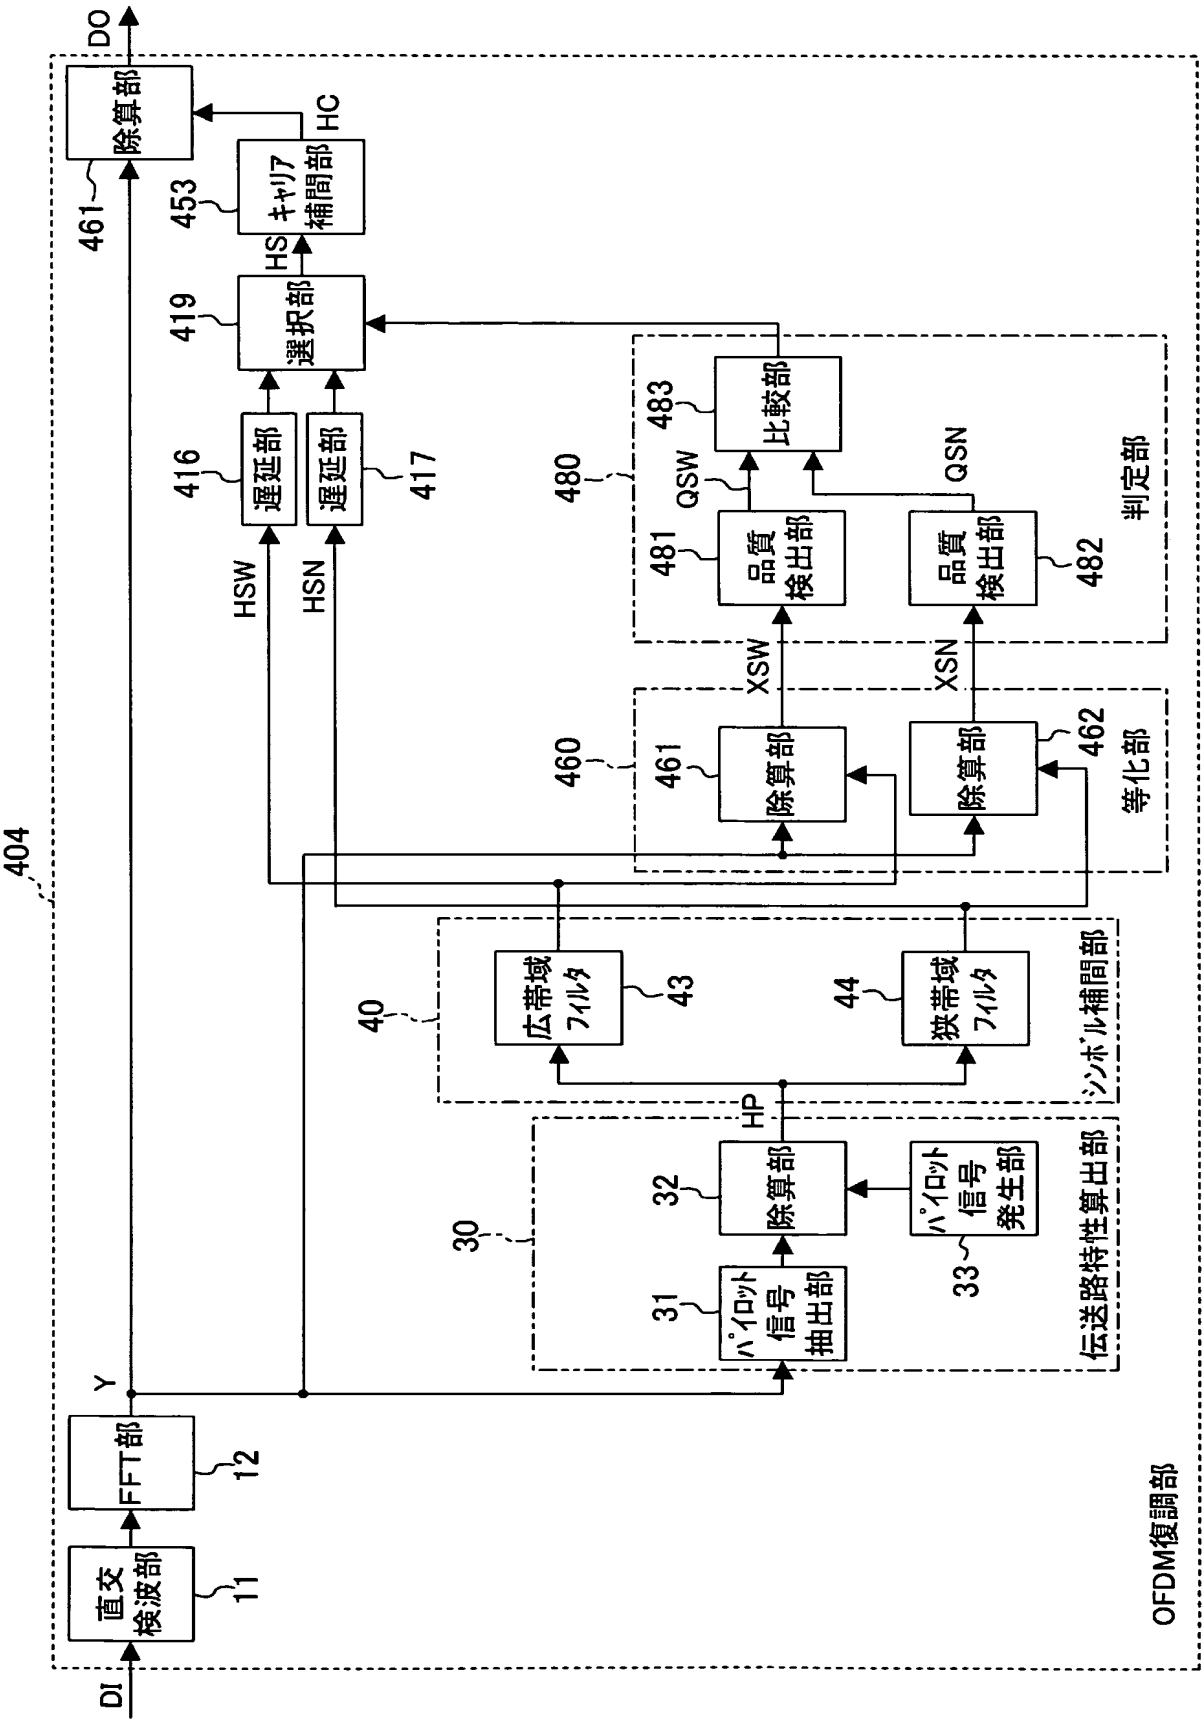 404
DI
直交
検波部
11
FFT部
12
Y
461
除算部
DO
416
遅延部
HSW
417
遅延部
HSN
419
選択部
HS
453
キャリア
補間部
HC
30
31
パイロット
信号
抽出部
32
除算部
HP
33
パイロット
信号
発生部
伝送路特性算出部
40
広帯域
フィルタ
43
44
狭帯域
フィルタ
シンボル補間部
460
461
除算部
XSW
除算部
462
XSN
等化部
480
481
品質
検出部
QSW
483
比較部
品質
検出部
482
QSN
判定部
OFDM復調部